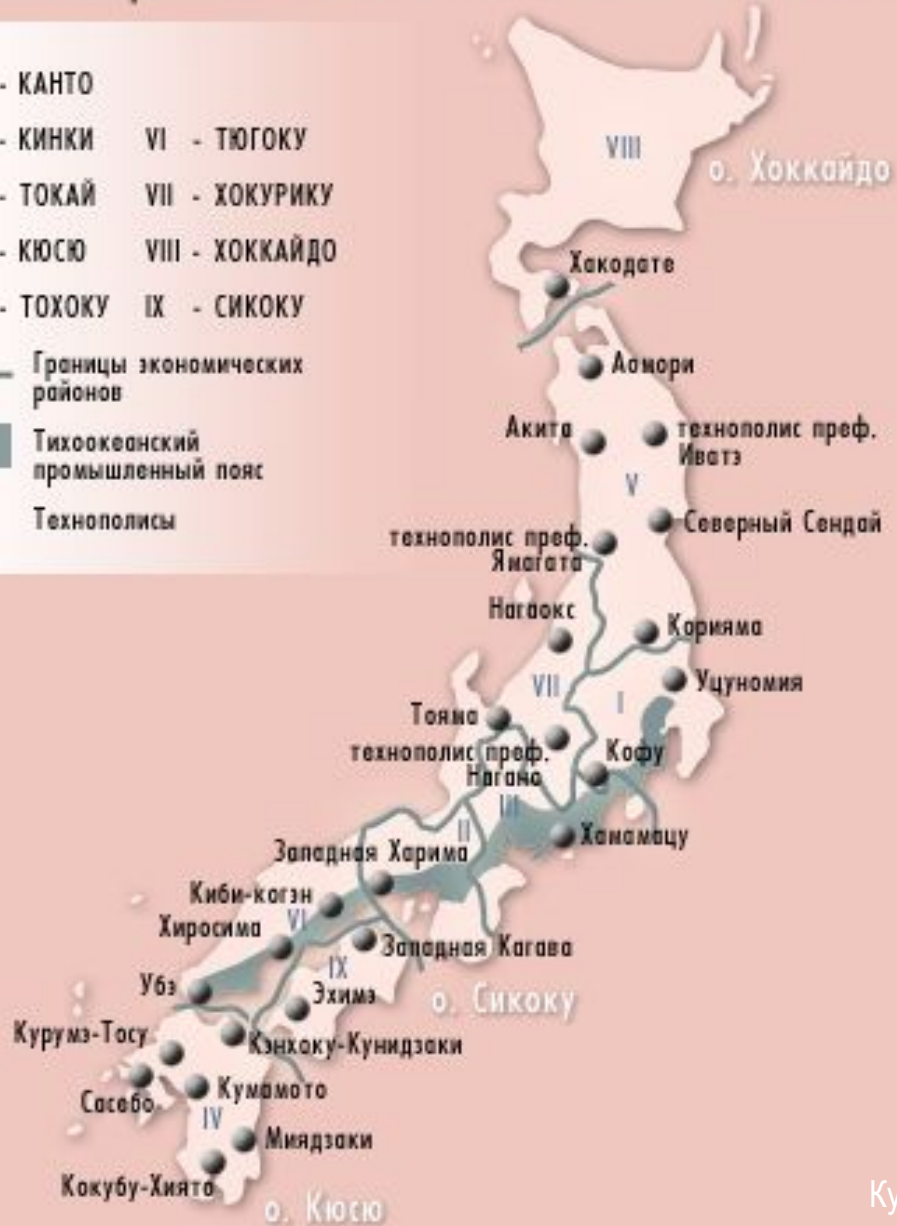 - КАНТО
- КИНКИ VI - ТЮГОКУ
- ТОКАЙ VII - ХОКУРИКУ
- КЮСЮ VIII - ХОККАЙДО
- ТОХОКУ IX - СИКОКУ
Границы экономических
районов
Тихоокеанский
промышленный пояс
Технополисы
VIII
о. Хоккайдо
Хакодате
Аомори
Акита
технополис преф.
Иватэ
V
Северный Сендай
технополис преф.
Ямагата
Нагаокс
Корияма
VII
I
Уцуномия
Тояма
технополис преф.
Нагано
Кофу
III
II
Хамамацу
Западная Харима
Киби-когэн
VI
Хиросима
Западная Кагава
IX
Убэ
Эхимэ
о. Сикоку
Курумэ-Тосу
Кэнхоку-Кунидзаки
Сасебо
Кумамото
IV
Миядзаки
Кокубу-Хиято
о. Кюсю
Ку